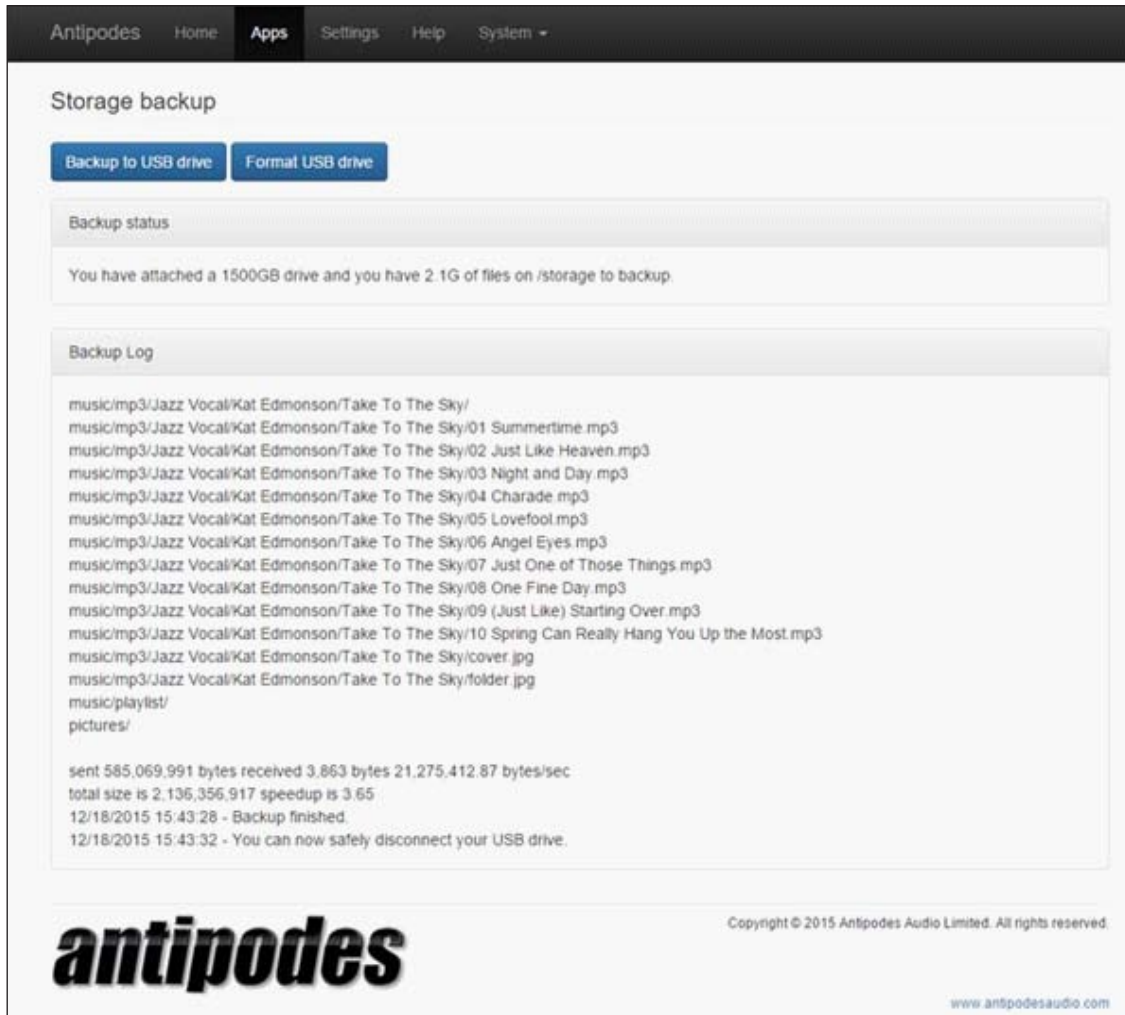 Antipodes Home Apps Settings Help System
Storage backup
Backup to USB drive Format USB drive
Backup status
You have attached a 1500GB drive and you have 2.1G of files on /storage to backup.
Backup Log
music/mp3/Jazz Vocal/Kat Edmonson/Take To The Sky/
music/mp3/Jazz Vocal/Kat Edmonson/Take To The Sky/01 Summertime.mp3
music/mp3/Jazz Vocal/Kat Edmonson/Take To The Sky/02 Just Like Heaven.mp3
music/mp3/Jazz Vocal/Kat Edmonson/Take To The Sky/03 Night and Day.mp3
music/mp3/Jazz Vocal/Kat Edmonson/Take To The Sky/04 Charade.mp3
music/mp3/Jazz Vocal/Kat Edmonson/Take To The Sky/05 Lovefool.mp3
music/mp3/Jazz Vocal/Kat Edmonson/Take To The Sky/06 Angel Eyes.mp3
music/mp3/Jazz Vocal/Kat Edmonson/Take To The Sky/07 Just One of Those Things.mp3
music/mp3/Jazz Vocal/Kat Edmonson/Take To The Sky/08 One Fine Day.mp3
music/mp3/Jazz Vocal/Kat Edmonson/Take To The Sky/09 (Just Like) Starting Over.mp3
music/mp3/Jazz Vocal/Kat Edmonson/Take To The Sky/10 Spring Can Really Hang You Up the Most.mp3
music/mp3/Jazz Vocal/Kat Edmonson/Take To The Sky/cover.jpg
music/mp3/Jazz Vocal/Kat Edmonson/Take To The Sky/folder.jpg
music/playlist/
pictures/
sent 585,069,991 bytes received 3,863 bytes 21,275,412.87 bytes/sec
total size is 2,136,356,917 speedup is 3.65
12/18/2015 15:43:28 - Backup finished.
12/18/2015 15:43:32 - You can now safely disconnect your USB drive.
antipodes
Copyright © 2015 Antipodes Audio Limited. All rights reserved.
www.antipodesaudio.com